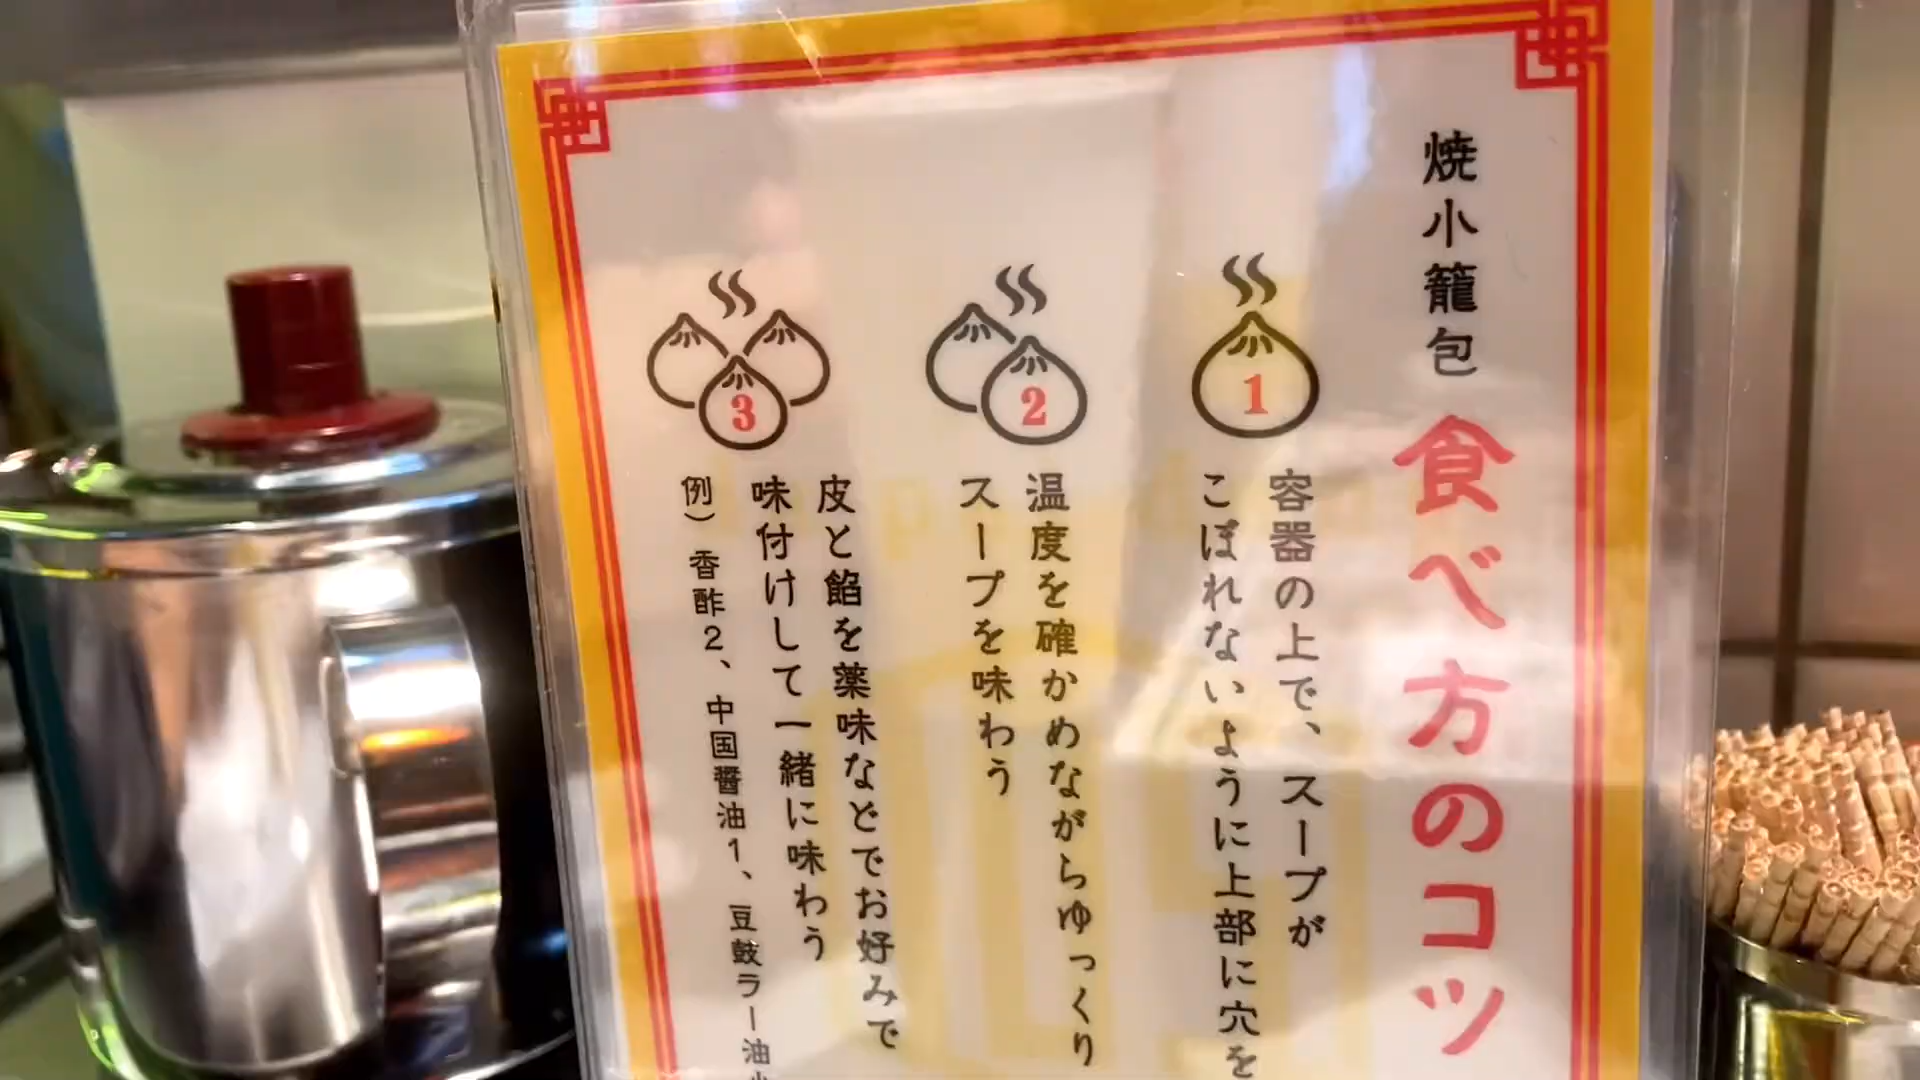 焼小籠包 食べ方のコツ
1
容器の上で、スープが
こぼれないように上部に穴を
2
温度を確かめながらゆっくり
スープを味わう
3
皮と餡を薬味などでお好みで
味付けして一緒に味わう
例）香酢2、中国醤油1、豆鼓ラー油